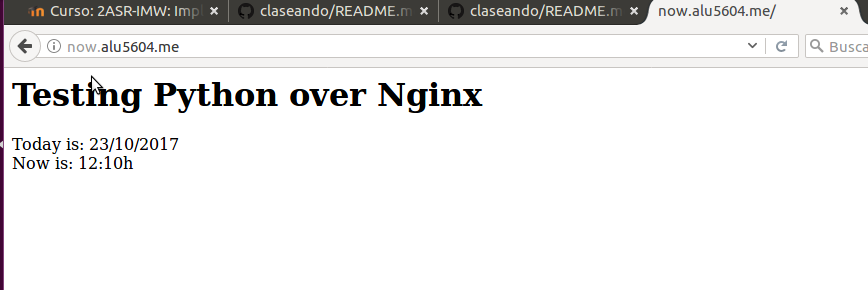 Curso: 2ASR-IMW: Imp
claseando/README.m
claseando/README.m
now.alu5604.me/
now.alu5604.me
Busca
Testing Python over Nginx
Today is: 23/10/2017
Now is: 12:10h